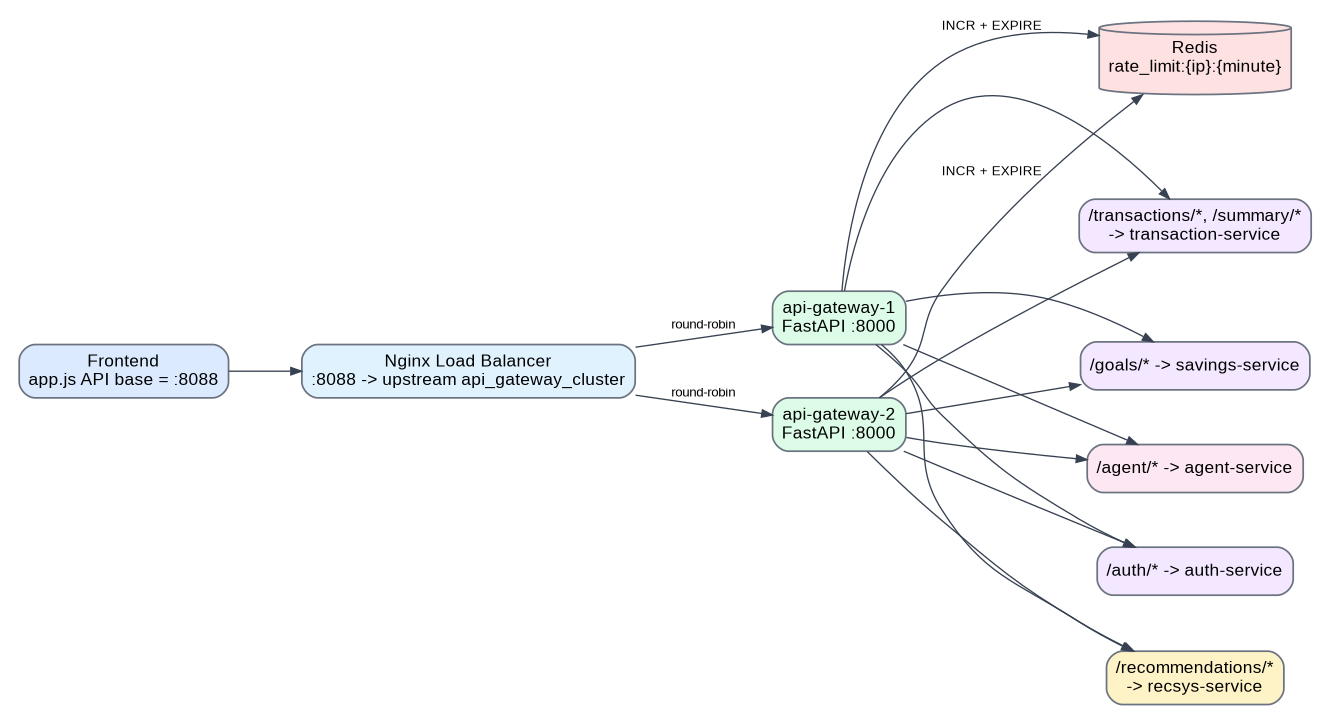 Frontend
app.js API base = :8088
Nginx Load Balancer
:8088 -> upstream api_gateway_cluster
round-robin
round-robin
api-gateway-1
FastAPI :8000
api-gateway-2
FastAPI :8000
INCR + EXPIRE
INCR + EXPIRE
Redis
rate_limit:{ip}:{minute}
/transactions/*, /summary/*
-> transaction-service
/goals/* -> savings-service
/agent/* -> agent-service
/auth/* -> auth-service
/recommendations/*
-> recsys-service